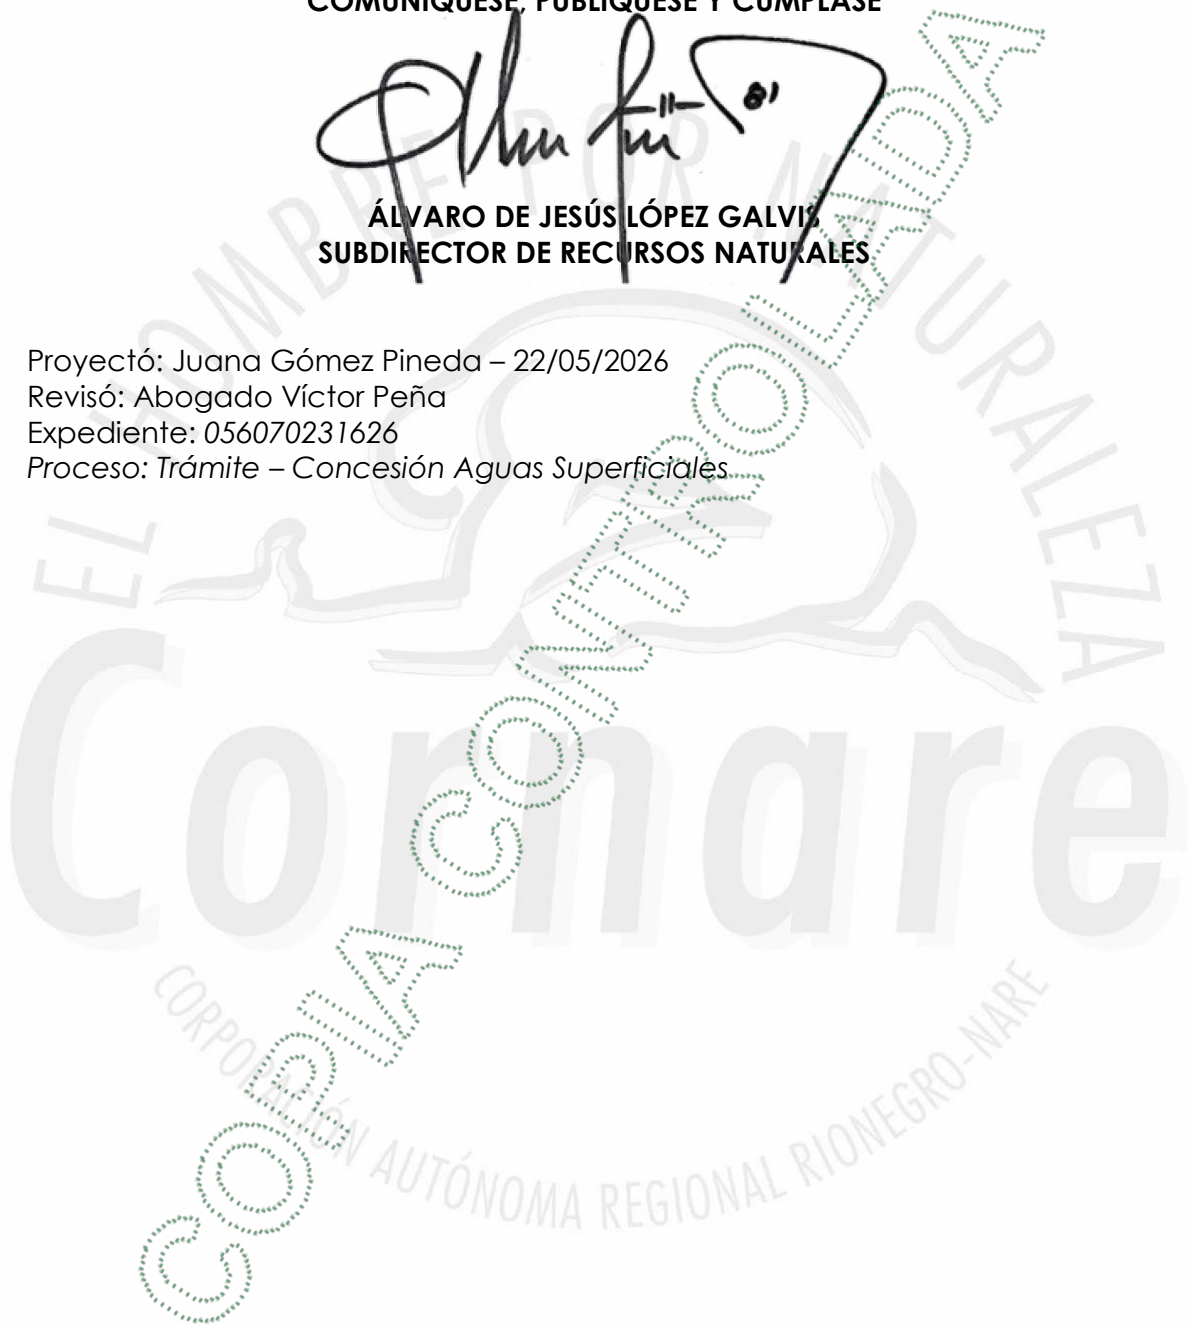 COMUNÍQUESE, PUBLÍQUESE Y CÚMPLASE
ÁLVARO DE JESÚS LÓPEZ GALVIS
SUBDIRECTOR DE RECURSOS NATURALES
Proyectó: Juana Gómez Pineda – 22/05/2026
Revisó: Abogado Víctor Peña
Expediente: 056070231626
Proceso: Trámite – Concesión Aguas Superficiales
EL HOMBRE POR NATURALEZA
Cornare
CORPORACIÓN AUTÓNOMA REGIONAL RIONEGRO-NARE
COPIA CONTROLADA